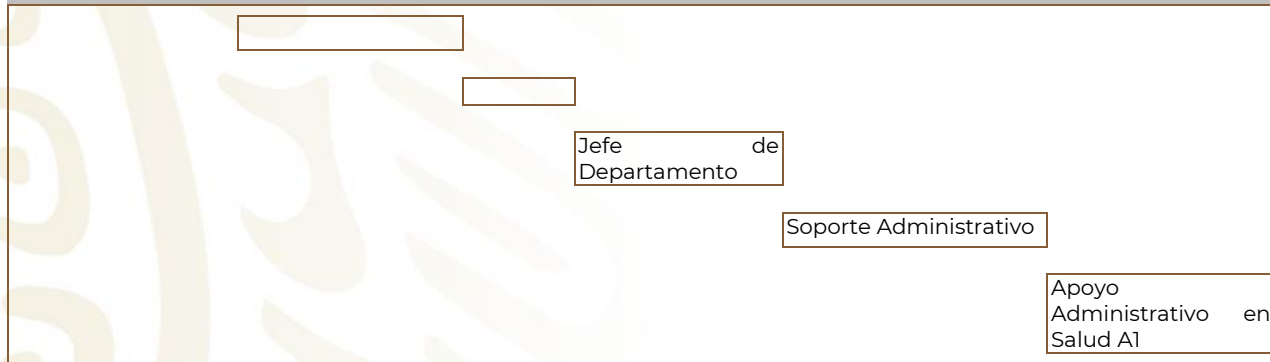 Jefe de
Departamento
Soporte Administrativo
Apoyo
Administrativo en
Salud A1